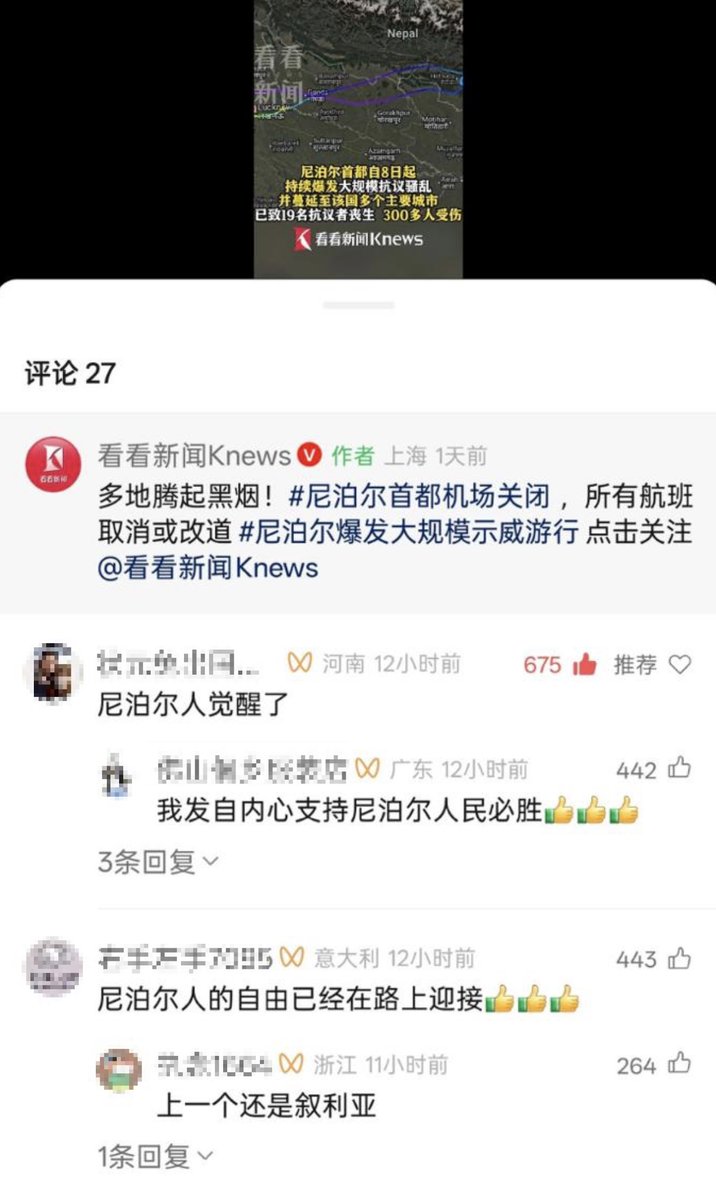 Nepal
看看
新闻
Lucknow
Gonda
Gorakhpur
Sultanpur
Azamgarh
尼泊尔首都自8日起
持续爆发大规模抗议骚乱
并蔓延至该国多个主要城市
已致19名抗议者丧生 300多人受伤
看看新闻Knews
评论 27
看看新闻Knews 作者 上海 1天前
多地腾起黑烟！#尼泊尔首都机场关闭，所有航班
取消或改道 #尼泊尔爆发大规模示威游行 点击关注
@看看新闻Knews
河南 12小时前 675 推荐
尼泊尔人觉醒了
广东 12小时前 442
我发自内心支持尼泊尔人民必胜👍👍👍
3条回复
意大利 12小时前 443
尼泊尔人的自由已经在路上迎接👍👍👍
浙江 11小时前 264
上一个还是叙利亚
1条回复